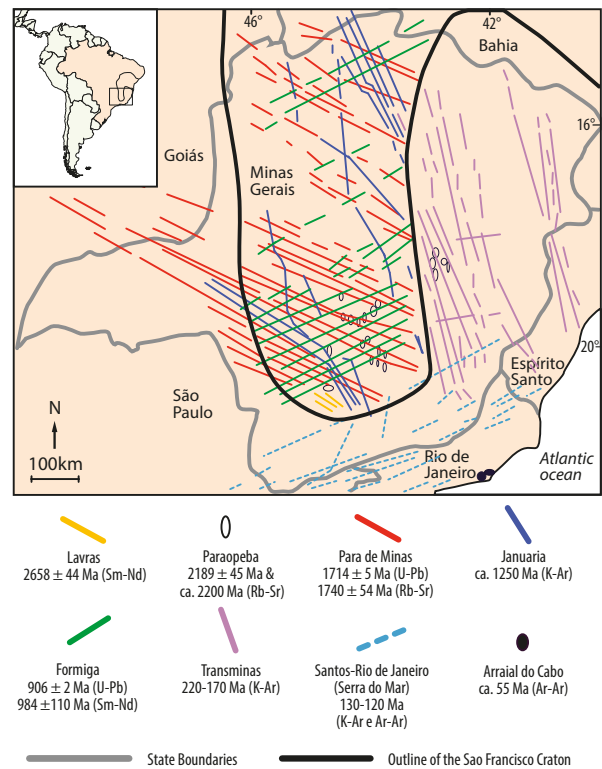 46°
42°
Bahia
16°
Goiás
Minas
Gerais
20°
Espírito
Santo
São
Paulo
N
100km
Rio de
Janeiro
Atlantic
ocean
Lavras
2658 ± 44 Ma (Sm-Nd)
Paraopeba
2189 ± 45 Ma &
ca. 2200 Ma (Rb-Sr)
Para de Minas
1714 ± 5 Ma (U-Pb)
1740 ± 54 Ma (Rb-Sr)
Januaria
ca. 1250 Ma (K-Ar)
Formiga
906 ± 2 Ma (U-Pb)
984 ±110 Ma (Sm-Nd)
Transminas
220-170 Ma (K-Ar)
Santos-Rio de Janeiro
(Serra do Mar)
130-120 Ma
(K-Ar e Ar-Ar)
Arraial do Cabo
ca. 55 Ma (Ar-Ar)
State Boundaries
Outline of the Sao Francisco Craton